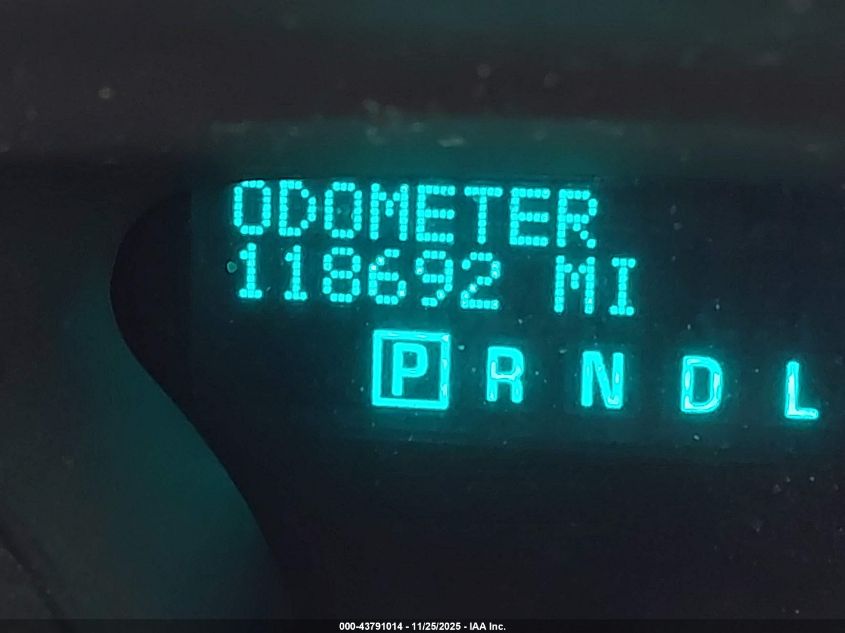 ODOMETER
118692 MI
P R N D L
000-43791014 - 11/25/2025 - IAA Inc.